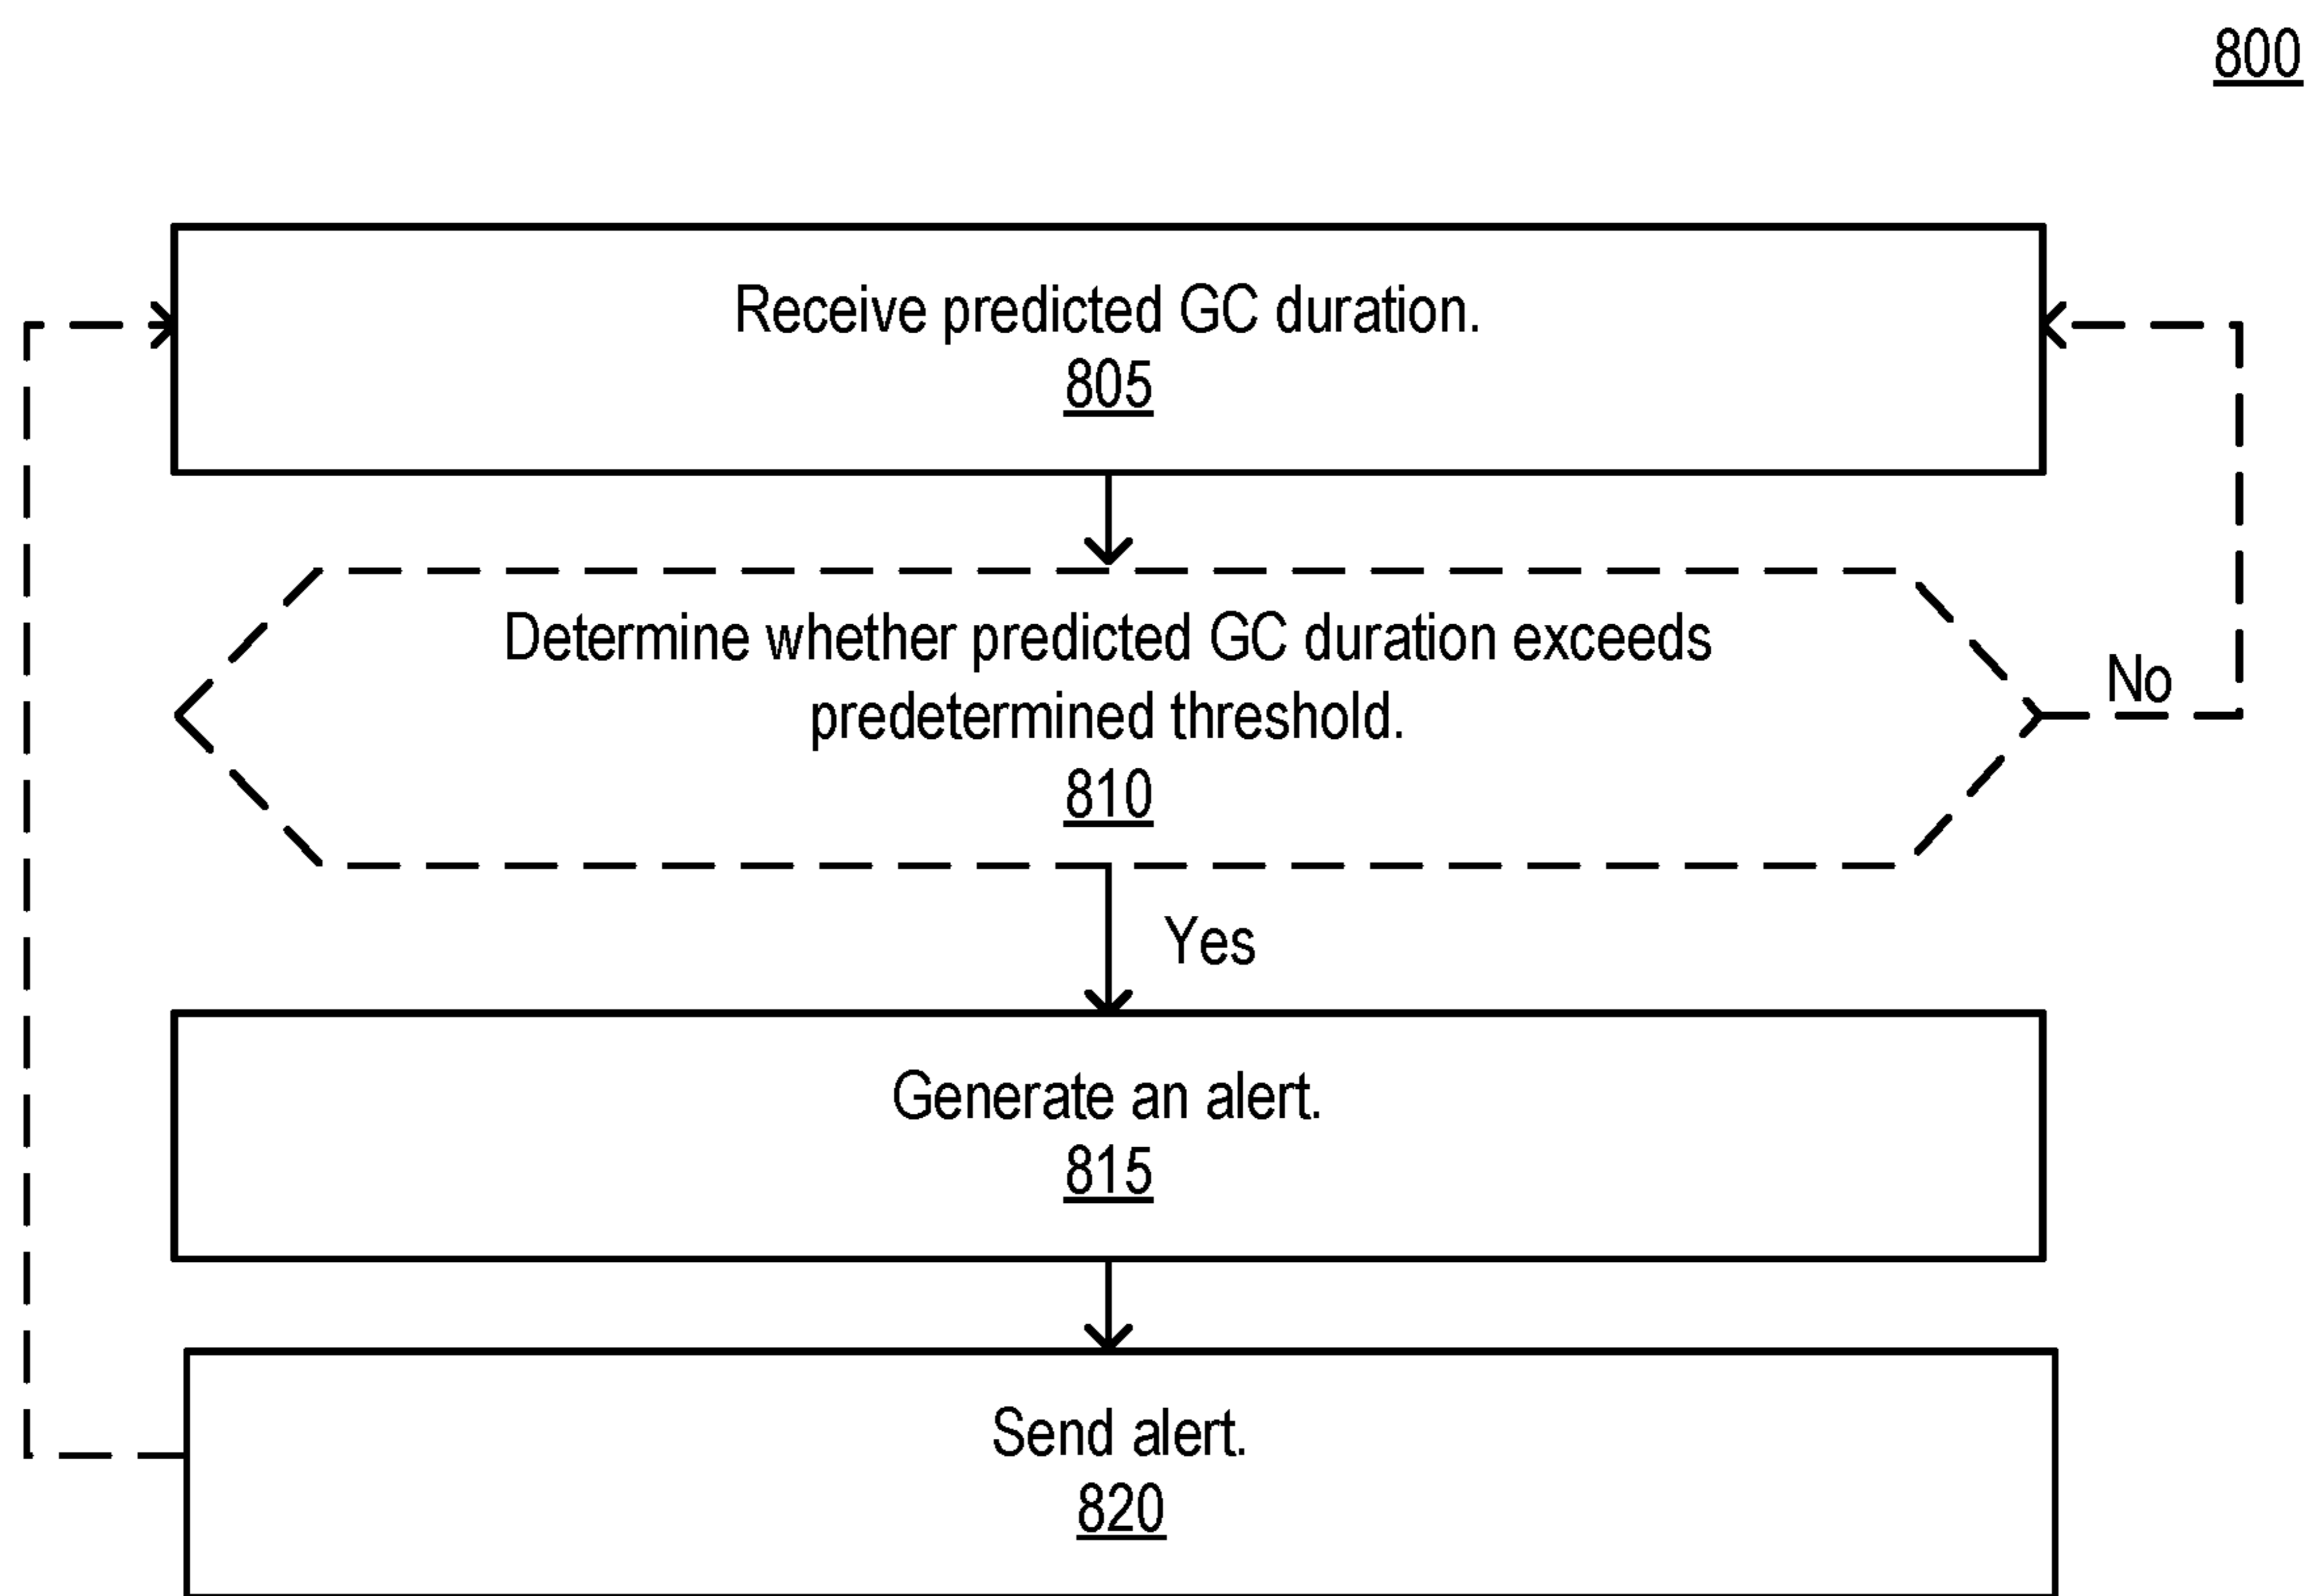 800
Receive predicted GC duration.
805
Determine whether predicted GC duration exceeds
predetermined threshold.
810
No
Yes
Generate an alert.
815
Send alert.
820